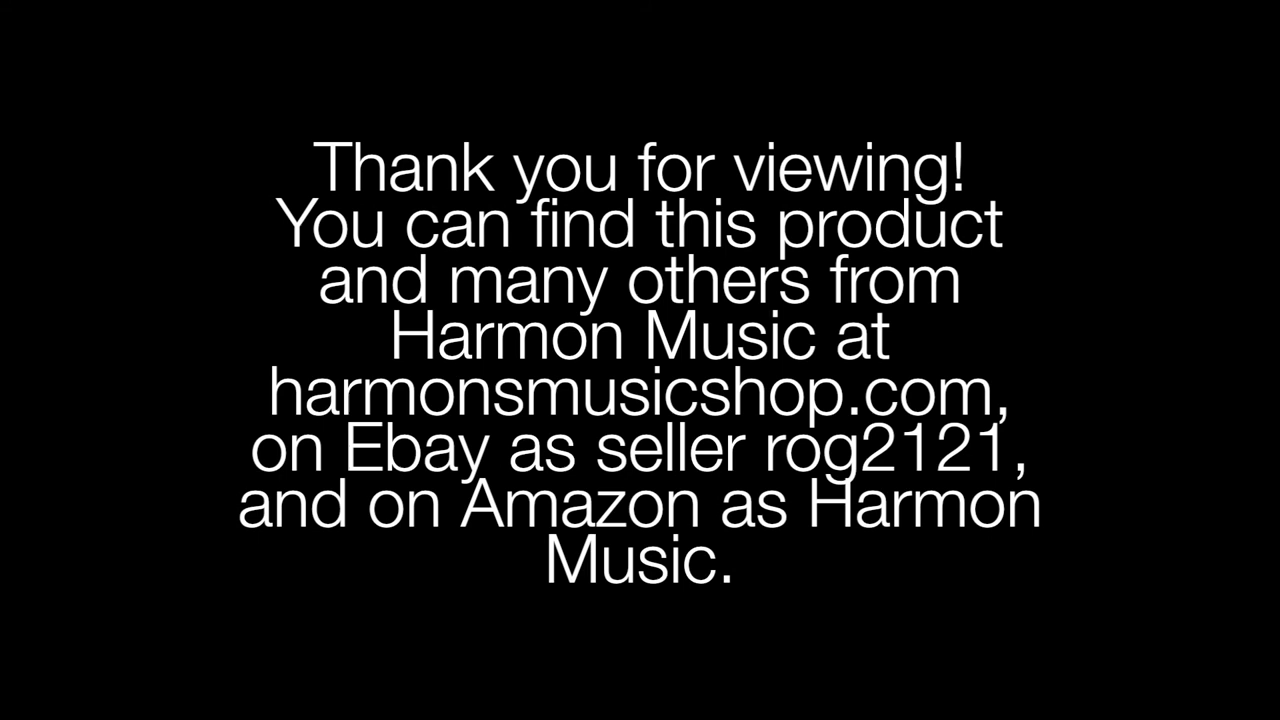 Thank you for viewing!
You can find this product
and many others from
Harmon Music at
harmonsmusicshop.com,
on Ebay as seller rog2121,
and on Amazon as Harmon
Music.